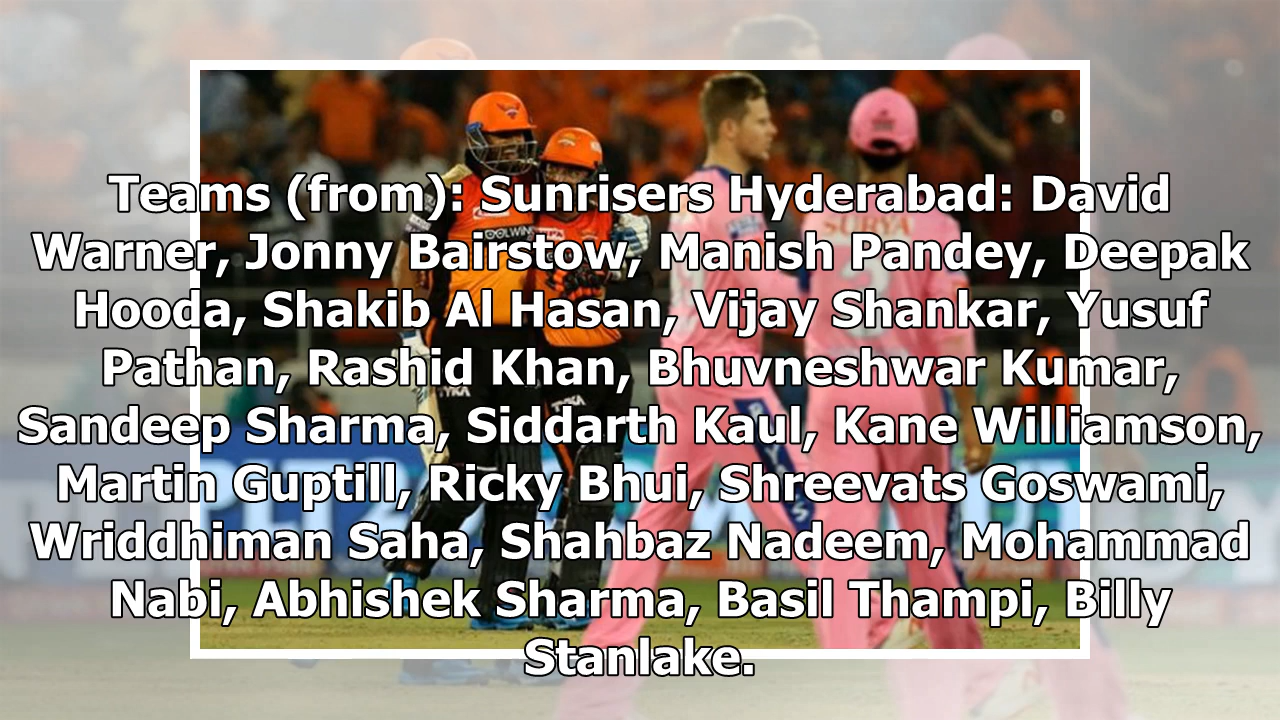 Teams (from): Sunrisers Hyderabad: David
Warner, Jonny Bairstow, Manish Pandey, Deepak
Hooda, Shakib Al Hasan, Vijay Shankar, Yusuf
Pathan, Rashid Khan, Bhuvneshwar Kumar,
Sandeep Sharma, Siddarth Kaul, Kane Williamson,
Martin Guptill, Ricky Bhui, Shreevats Goswami,
Wriddhiman Saha, Shahbaz Nadeem, Mohammad
Nabi, Abhishek Sharma, Basil Thampi, Billy
Stanlake.
TYKA
TYKA